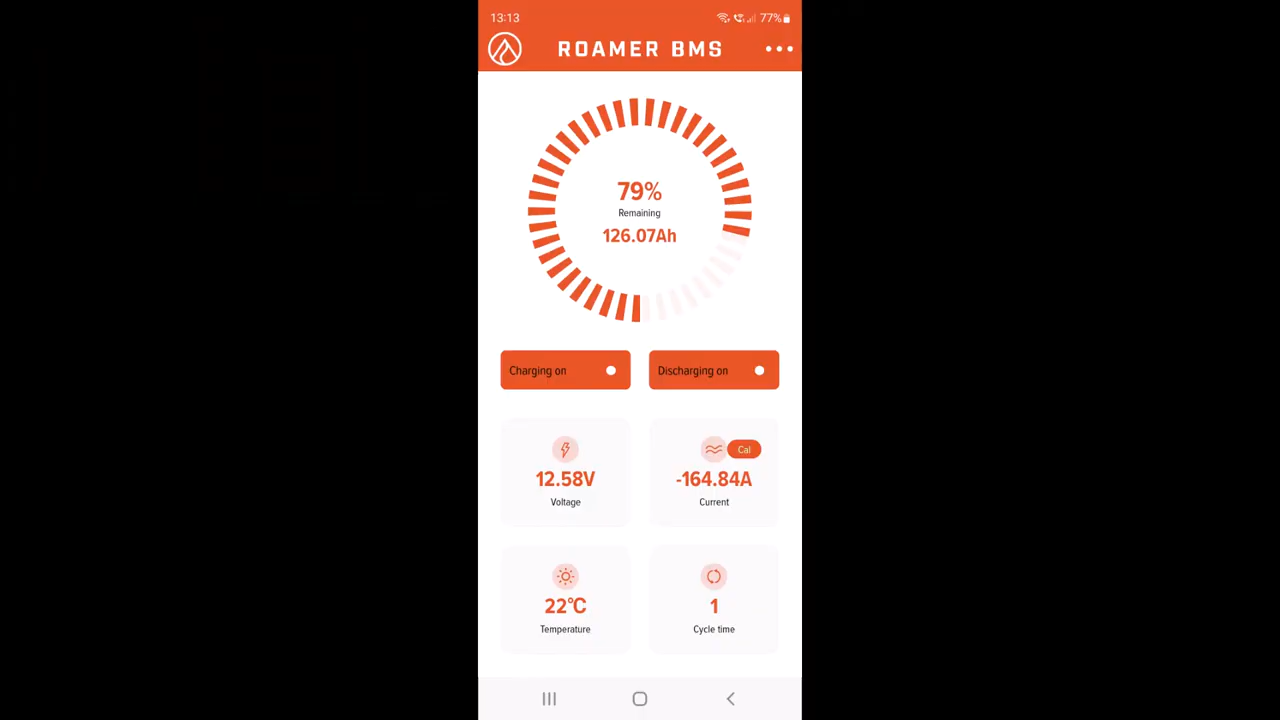 13:13
77%
ROAMER BMS
79%
Remaining
126.07Ah
Charging on
Discharging on
Cal
12.58V
-164.84A
Voltage
Current
22℃
1
Temperature
Cycle time